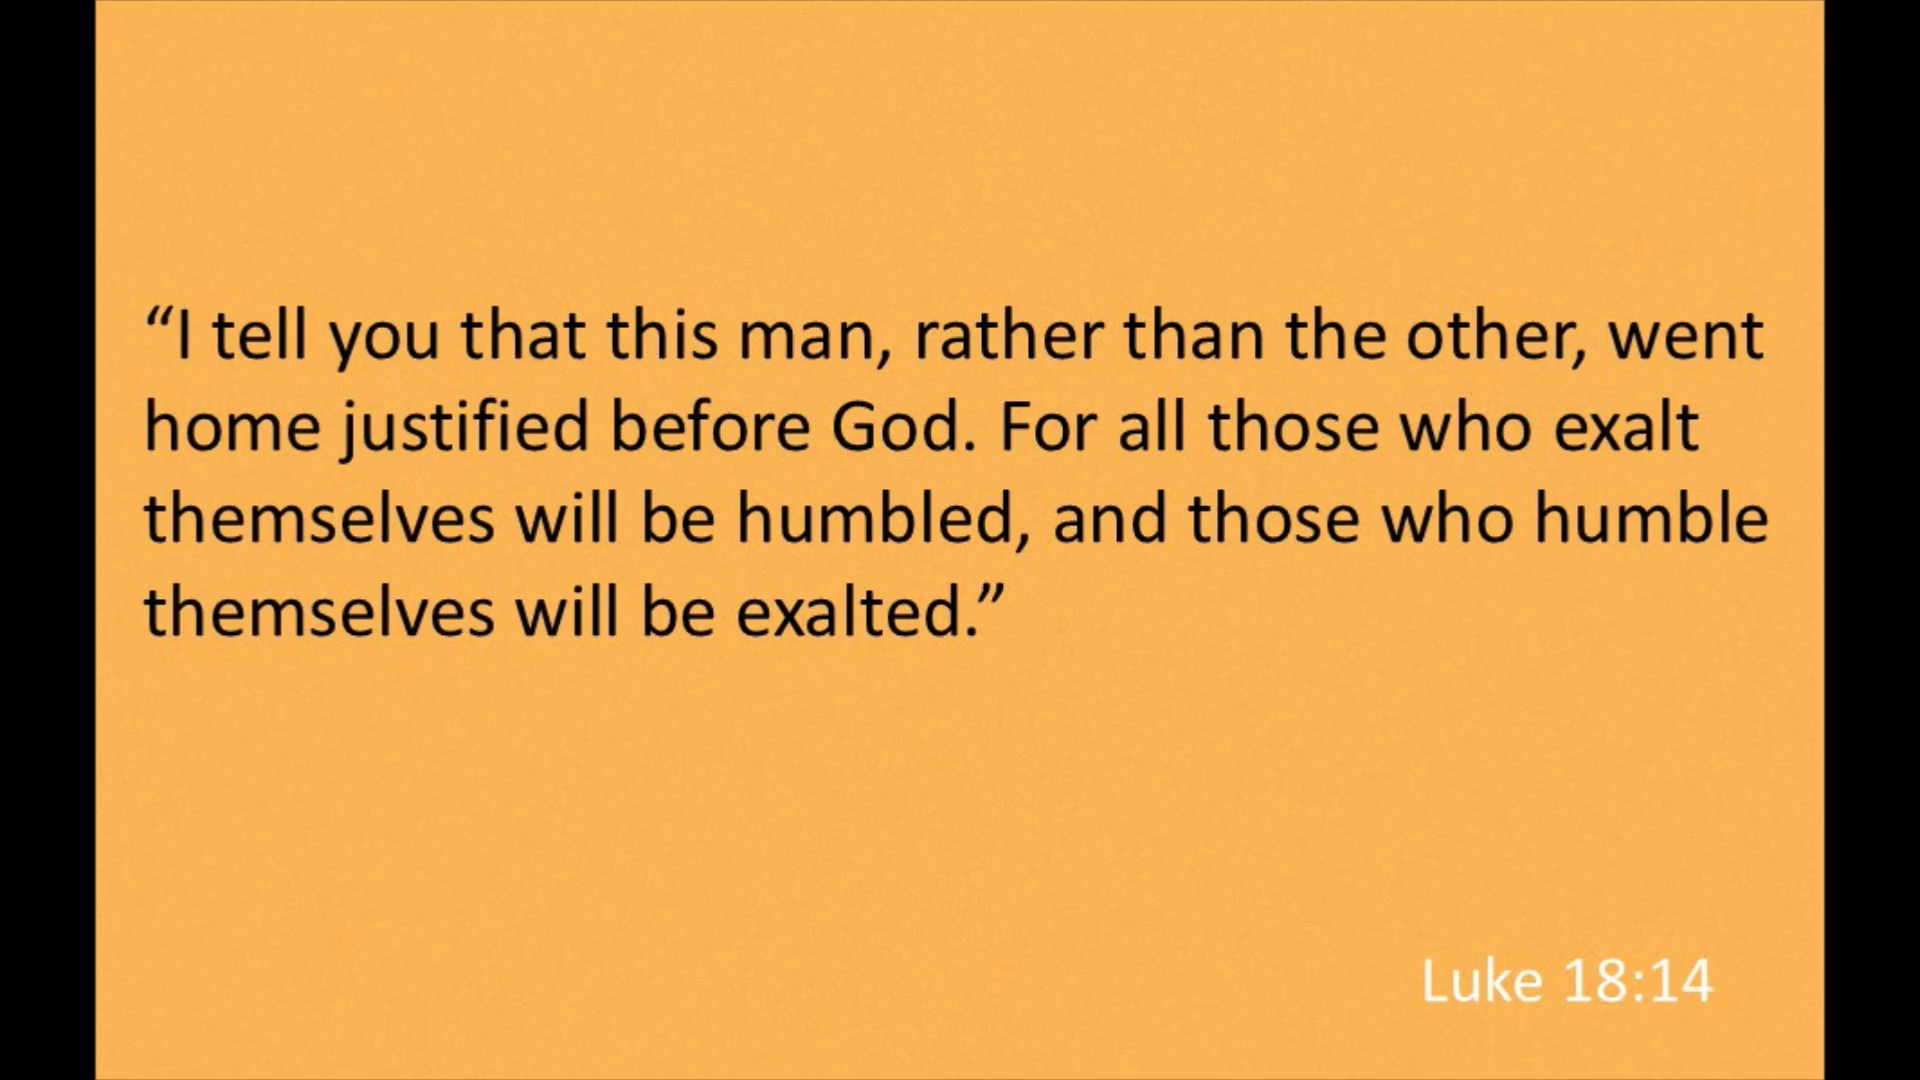 “I tell you that this man, rather than the other, went
home justified before God. For all those who exalt
themselves will be humbled, and those who humble
themselves will be exalted.”
Luke 18:14